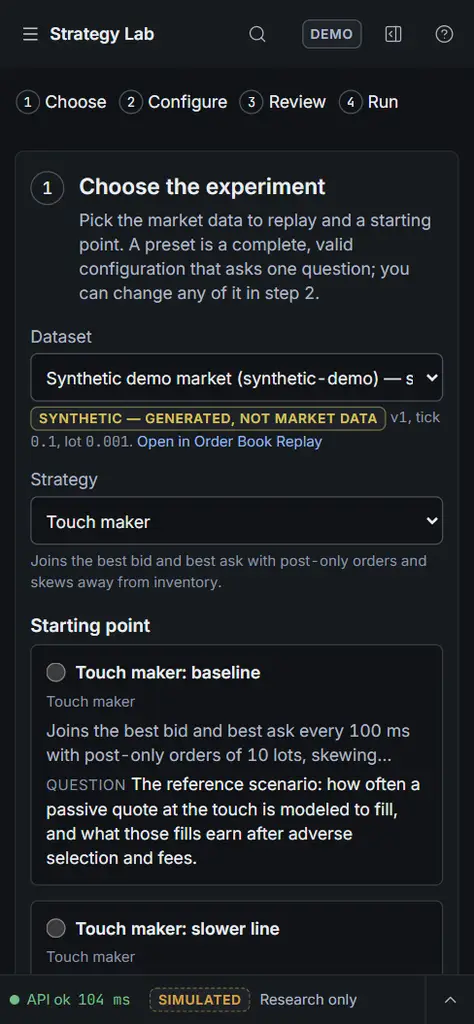 Strategy Lab
DEMO
1 Choose 2 Configure 3 Review 4 Run
1 Choose the experiment
Pick the market data to replay and a starting
point. A preset is a complete, valid
configuration that asks one question; you
can change any of it in step 2.
Dataset
Synthetic demo market (synthetic-demo) — s
SYNTHETIC — GENERATED, NOT MARKET DATA v1, tick
0.1, lot 0.001. Open in Order Book Replay
Strategy
Touch maker
Joins the best bid and best ask with post-only orders and
skews away from inventory.
Starting point
Touch maker: baseline
Touch maker
Joins the best bid and best ask every 100 ms
with post-only orders of 10 lots, skewing...
QUESTION The reference scenario: how often a
passive quote at the touch is modeled to fill,
and what those fills earn after adverse
selection and fees.
Touch maker: slower line
Touch maker
API ok 104 ms SIMULATED Research only